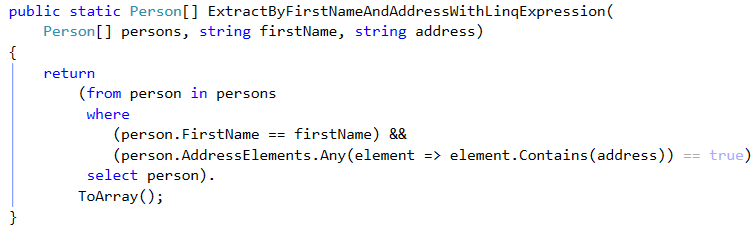 public static Person[] ExtractByFirstNameAndAddressWithLinqExpression(
    Person[] persons, string firstName, string address)
{
    return
        (from person in persons
         where
            (person.FirstName == firstName) &&
            (person.AddressElements.Any(element => element.Contains(address)) == true)
         select person).
        ToArray();
}